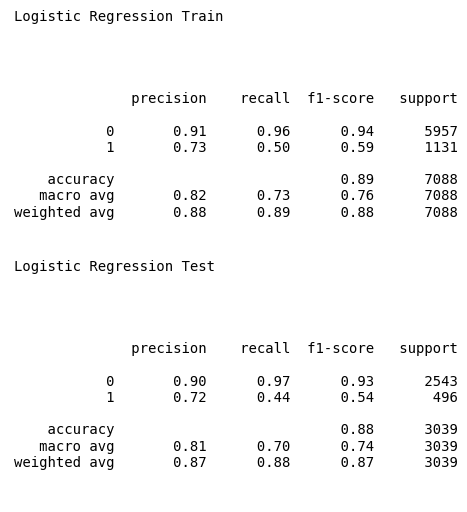 Logistic Regression Train
precision recall f1-score support
0 0.91 0.96 0.94 5957
1 0.73 0.50 0.59 1131
accuracy 0.89 7088
macro avg 0.82 0.73 0.76 7088
weighted avg 0.88 0.89 0.88 7088
Logistic Regression Test
precision recall f1-score support
0 0.90 0.97 0.93 2543
1 0.72 0.44 0.54 496
accuracy 0.88 3039
macro avg 0.81 0.70 0.74 3039
weighted avg 0.87 0.88 0.87 3039